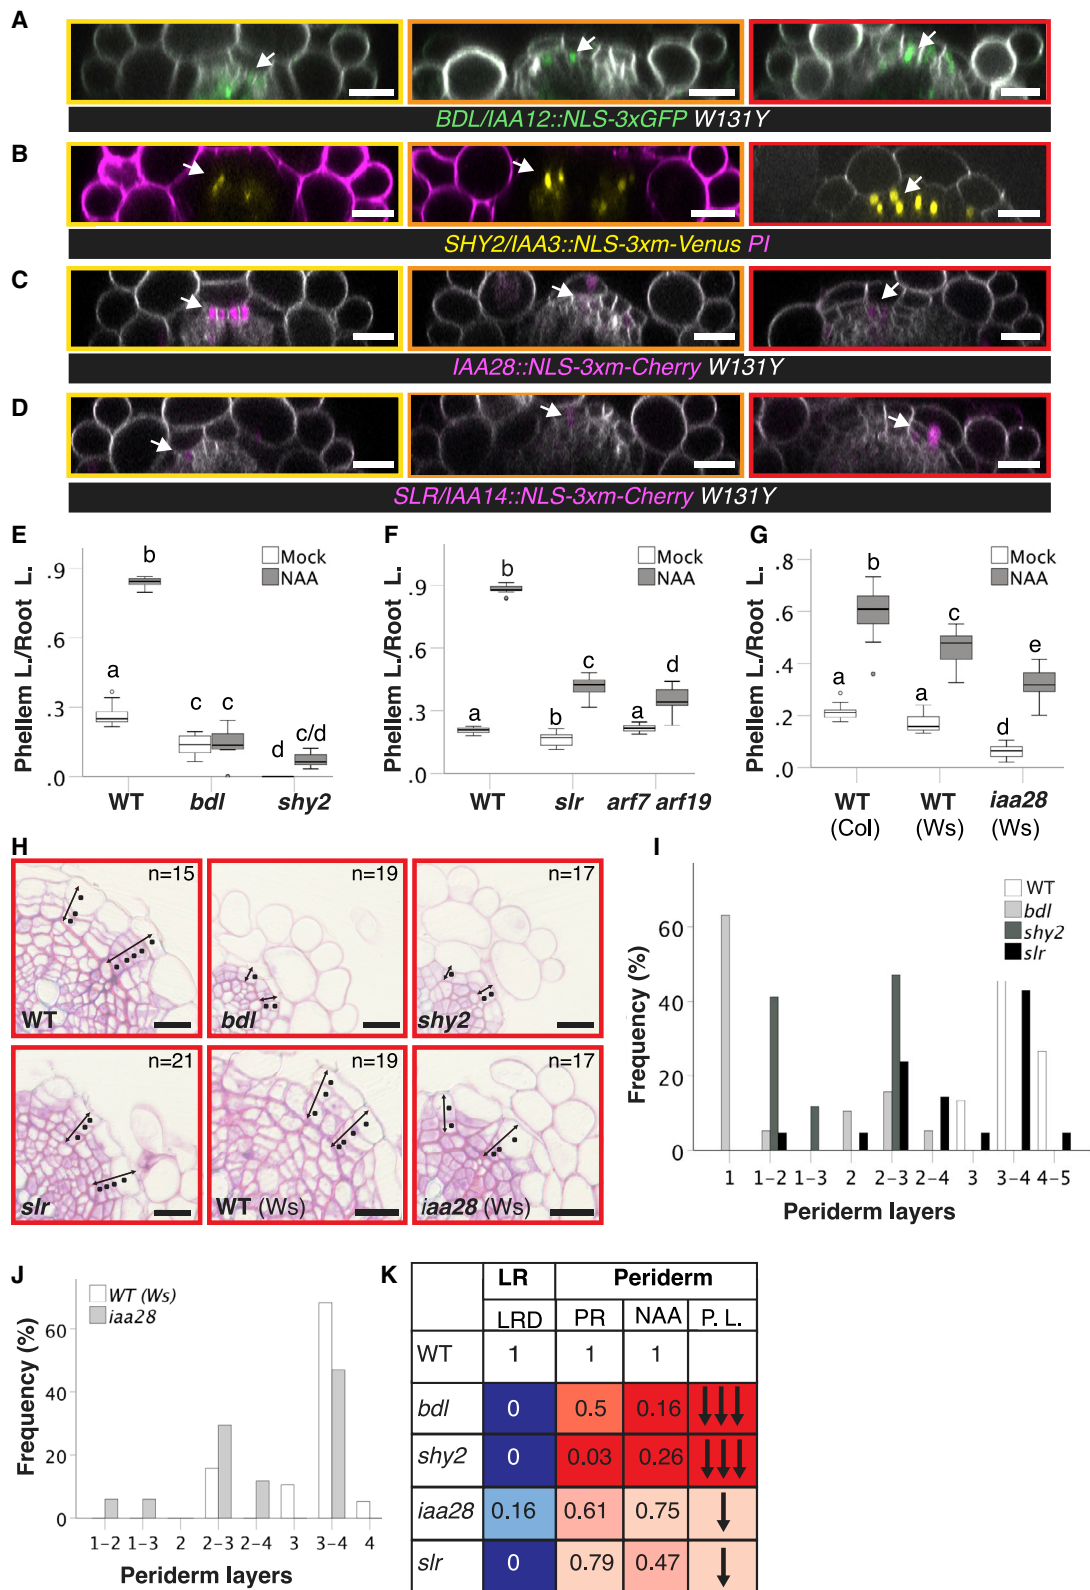 A
BDL/IAA12::NLS-3xGFP W131Y
B
SHY2/IAA3::NLS-3xm-Venus PI
C
IAA28::NLS-3xm-Cherry W131Y
D
SLR/IAA14::NLS-3xm-Cherry W131Y
E
Phellem L./Root L.
.9
.6
.3
.0
Mock
NAA
a
b
c
c
d
c/d
WT
bdl
shy2
F
Phellem L./Root L.
.9
.6
.3
.0
Mock
NAA
a
b
b
c
a
d
WT
slr
arf7 arf19
G
Phellem L./Root L.
.8
.6
.4
.2
.0
Mock
NAA
a
b
a
c
d
e
WT
(Col)
WT
(Ws)
iaa28
(Ws)
H
n=15
WT
n=19
bdl
n=17
shy2
n=21
slr
n=19
WT (Ws)
n=17
iaa28 (Ws)
I
Frequency (%)
60
40
20
0
WT
bdl
shy2
slr
1
1-2
1-3
2
2-3
2-4
3
3-4
4-5
Periderm layers
J
Frequency (%)
60
40
20
0
WT (Ws)
iaa28
1-2
1-3
2
2-3
2-4
3
3-4
4
Periderm layers
K
LR Periderm
LRD PR NAA P. L.
WT 1 1 1
bdl 0 0.5 0.16 ↓↓↓
shy2 0 0.03 0.26 ↓↓↓
iaa28 0.16 0.61 0.75 ↓
slr 0 0.79 0.47 ↓